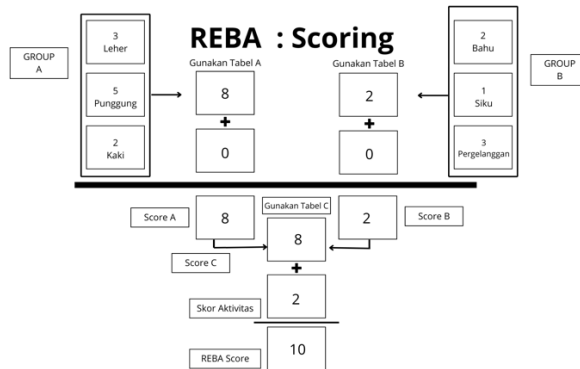 REBA : Scoring
GROUP
A
3
Leher
5
Punggung
2
Kaki
Gunakan Tabel A
8
+
0
Gunakan Tabel B
2
+
0
2
Bahu
1
Siku
3
Pergelanggan
GROUP
B
Score A
8
Gunakan Tabel C
8
2
Score B
Score C
+
Skor Aktivitas
2
REBA Score
10